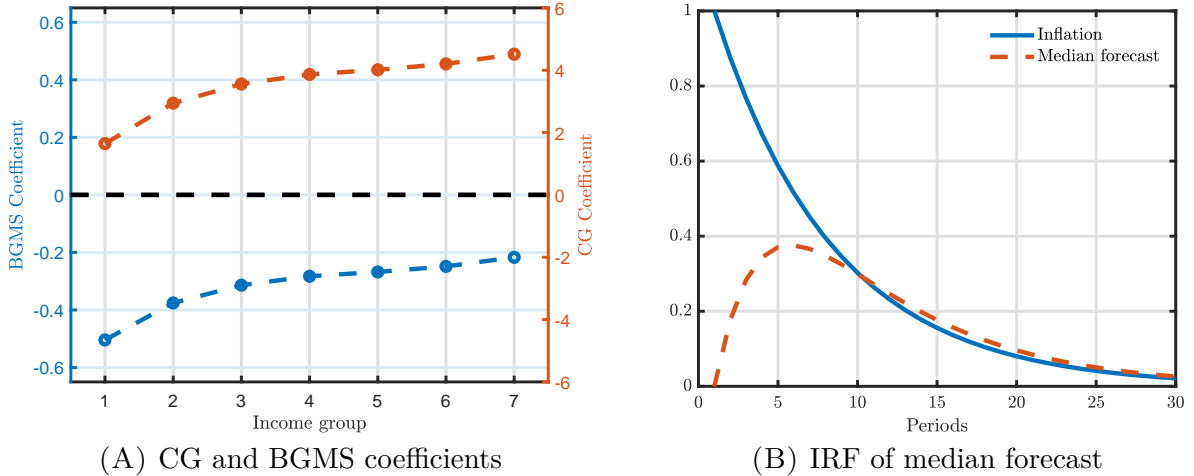 0.6
0.4
0.2
0
-0.2
-0.4
-0.6
BGMS Coefficient
6
4
2
0
-2
-4
-6
CG Coefficient
1 2 3 4 5 6 7
Income group
(A) CG and BGMS coefficients
1
0.8
0.6
0.4
0.2
0
Inflation
Median forecast
0 5 10 15 20 25 30
Periods
(B) IRF of median forecast